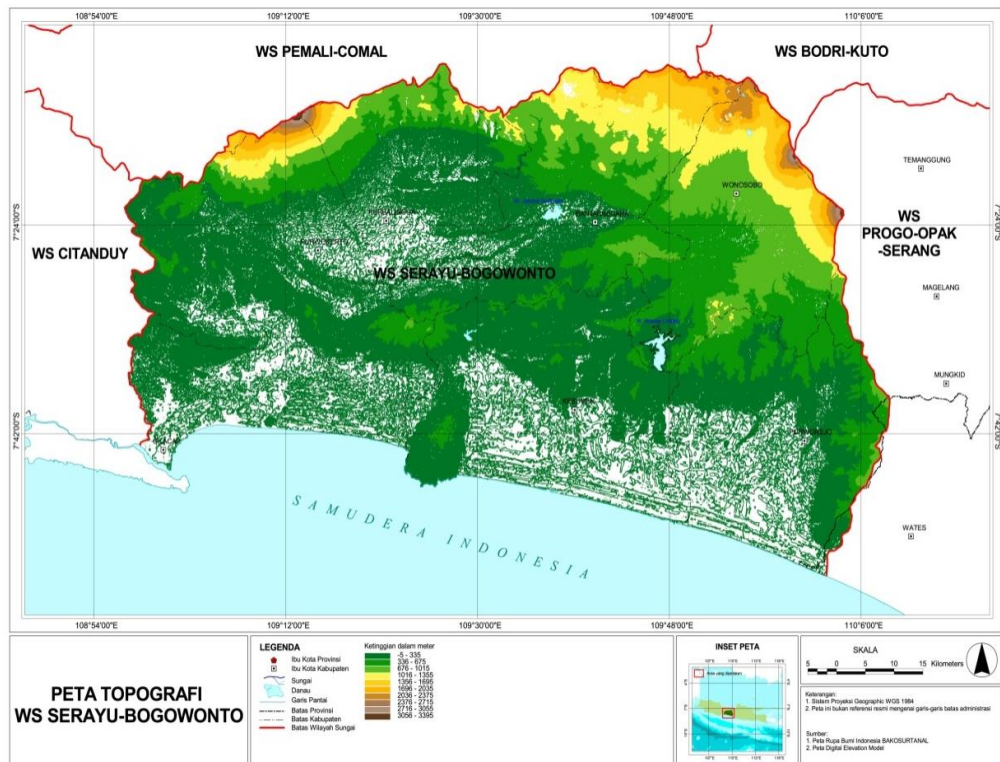 108°54'00"E 109°12'00"E 109°30'00"E 109°48'00"E 110°6'00"E
WS PEMALI-COMAL
WS BODRI-KUTO
TEMANGGUNG
WONOSOBO
7°24'00"S
7°24'00"S
WS CITANDUY
WS
PROGO-OPAK
-SERANG
WS SERAYU-BOGOWONTO
MAGELANG
MUNGKID
7°42'00"S
7°42'00"S
SAMUDERA INDONESIA
WATES
108°54'00"E 109°12'00"E 109°30'00"E 109°48'00"E 110°6'00"E
PETA TOPOGRAFI
WS SERAYU-BOGOWONTO
LEGENDA
Ibu Kota Provinsi
Ibu Kota Kabupaten
Sungai
Danau
Garis Pantai
Batas Provinsi
Batas Kabupaten
Batas Wilayah Sungai
Ketinggian dalam meter
-5 - 335
336 - 675
676 - 1015
1016 - 1355
1356 - 1695
1696 - 2035
2036 - 2375
2376 - 2715
2716 - 3055
3056 - 3395
INSET PETA
SKALA
5 0 5 10 15 Kilometers
Keterangan:
1. Sistem Proyeksi Geographic WGS 1984
2. Peta ini bukan referensi resmi mengenai garis-garis batas administrasi
Sumber:
1. Peta Rupa Bumi Indonesia BAKOSURTANAL
2. Peta Digital Elevation Model